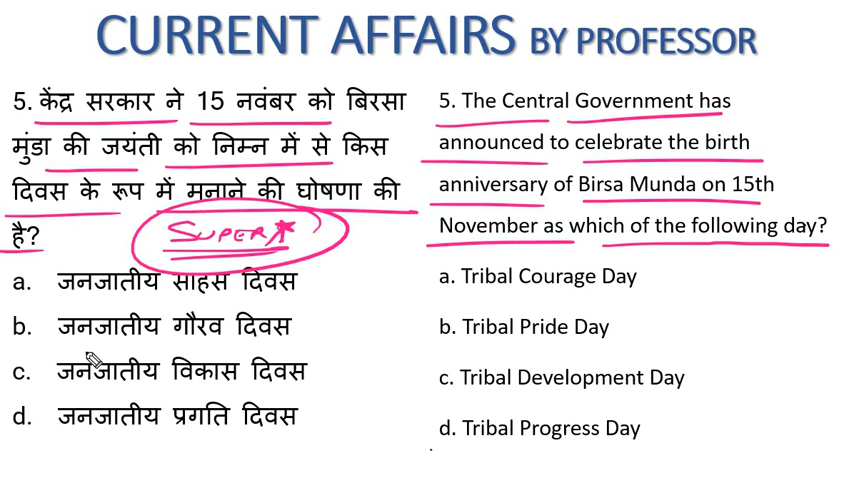 CURRENT AFFAIRS BY PROFESSOR
5. केंद्र सरकार ने 15 नवंबर को बिरसा
मुंडा की जयंती को निम्न में से किस
दिवस के रूप में मनाने की घोषणा की
है?
SUPER
a. जनजातीय साहस दिवस
b. जनजातीय गौरव दिवस
c. जनजातीय विकास दिवस
d. जनजातीय प्रगति दिवस
5. The Central Government has
announced to celebrate the birth
anniversary of Birsa Munda on 15th
November as which of the following day?
a. Tribal Courage Day
b. Tribal Pride Day
c. Tribal Development Day
d. Tribal Progress Day